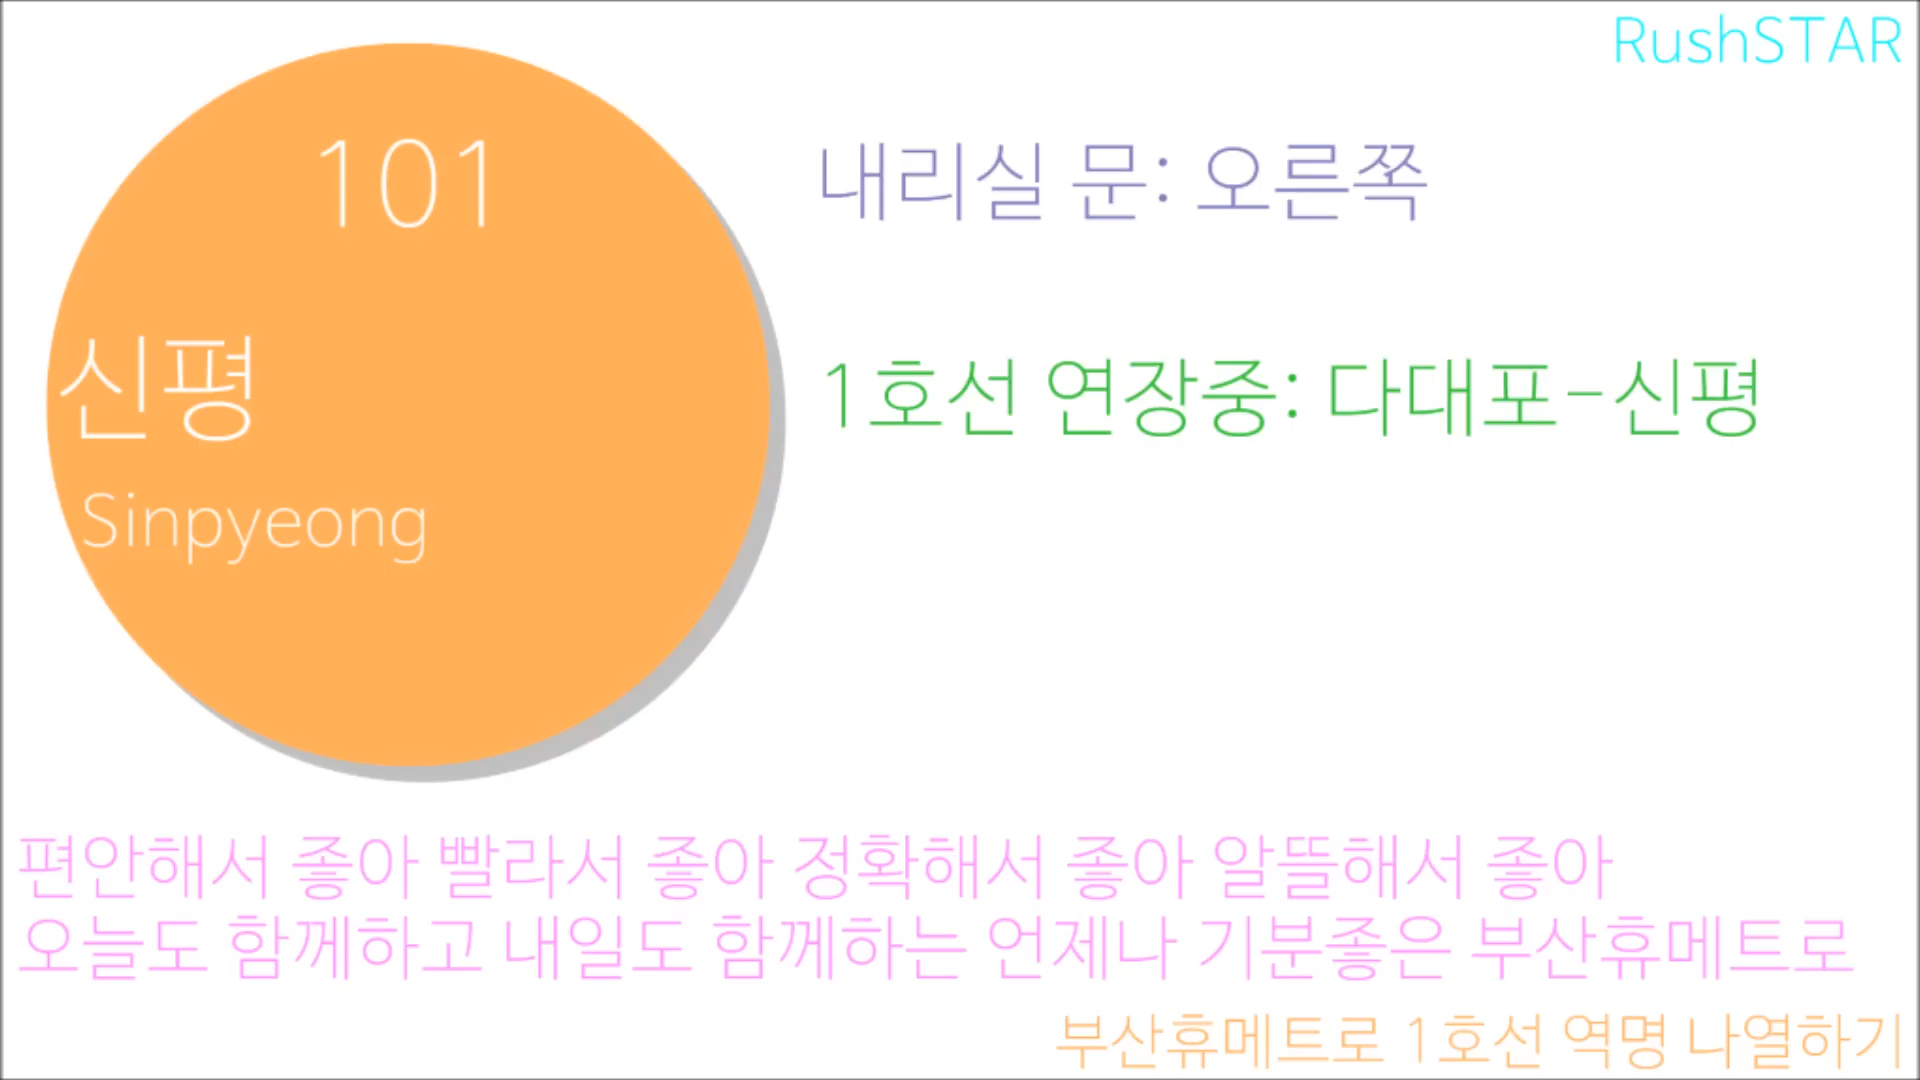 RushSTAR
101
신평
Sinpyeong
내리실 문: 오른쪽
1호선 연장중: 다대포-신평
편안해서 좋아 빨라서 좋아 정확해서 좋아 알뜰해서 좋아
오늘도 함께하고 내일도 함께하는 언제나 기분좋은 부산휴메트로
부산휴메트로 1호선 역명 나열하기